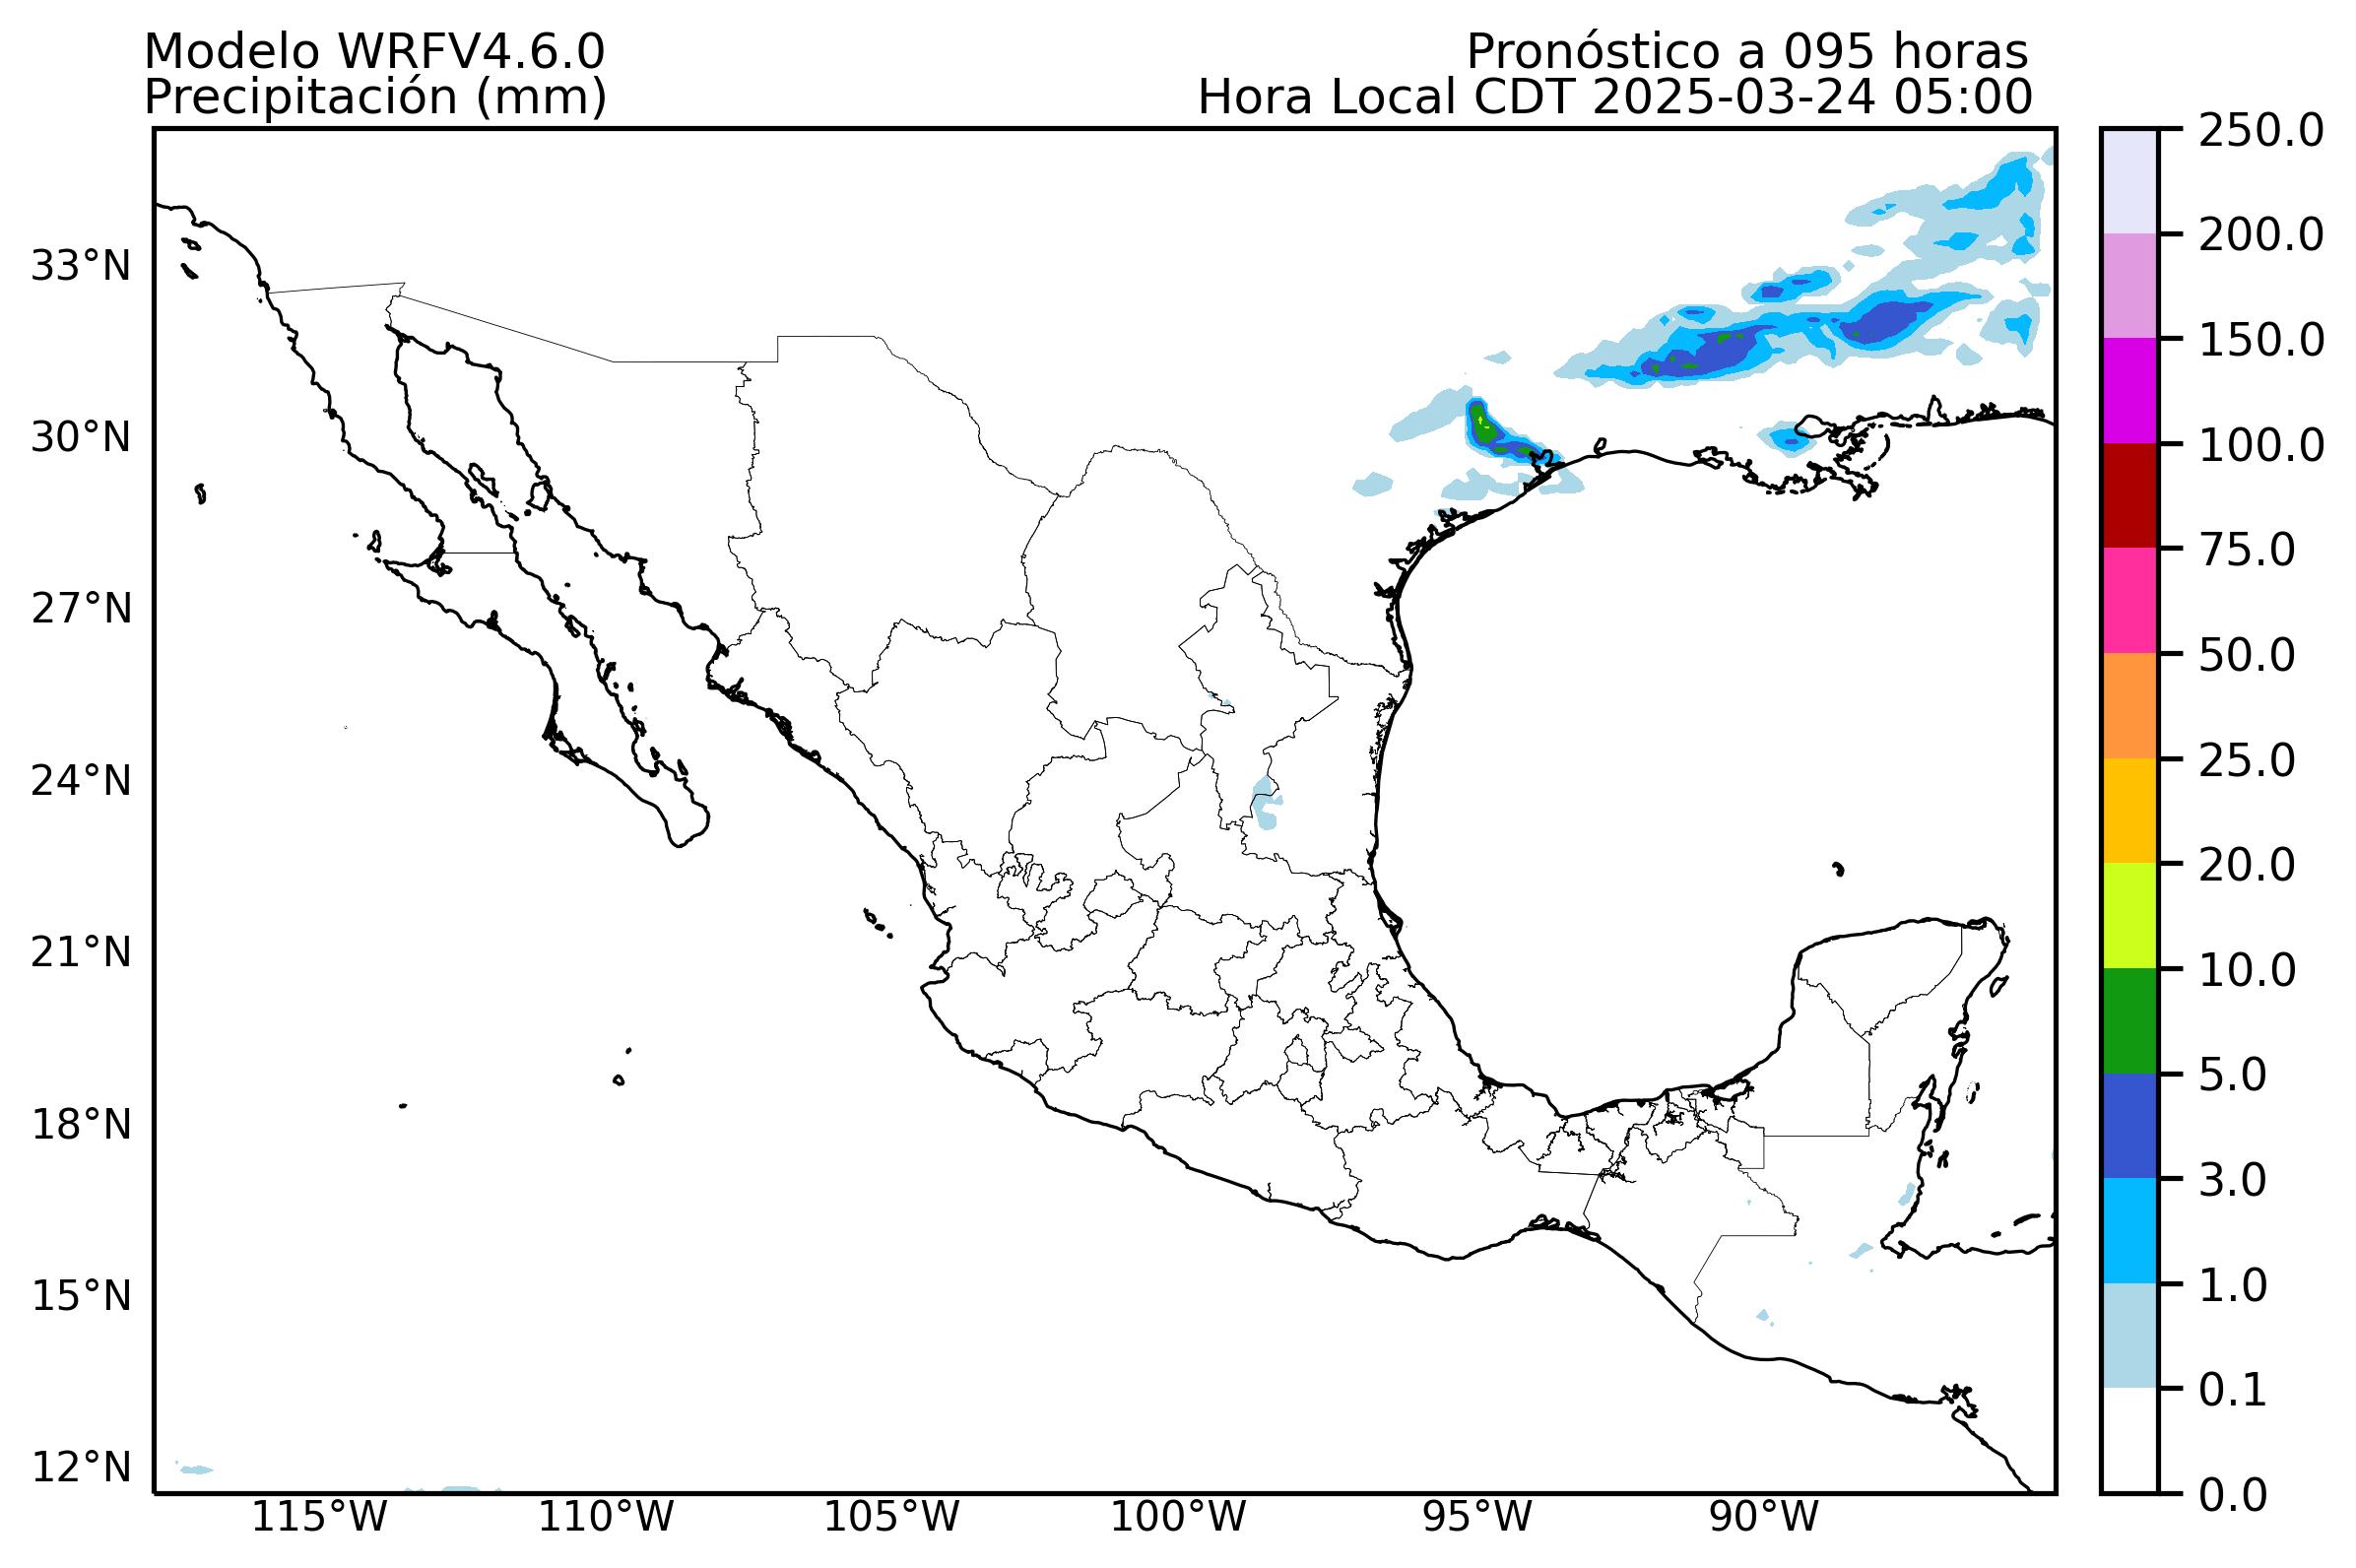 Modelo WRFV4.6.0
Precipitación (mm)
Pronóstico a 095 horas
Hora Local CDT 2025-03-24 05:00
33°N
30°N
27°N
24°N
21°N
18°N
15°N
12°N
115°W
110°W
105°W
100°W
95°W
90°W
250.0
200.0
150.0
100.0
75.0
50.0
25.0
20.0
10.0
5.0
3.0
1.0
0.1
0.0